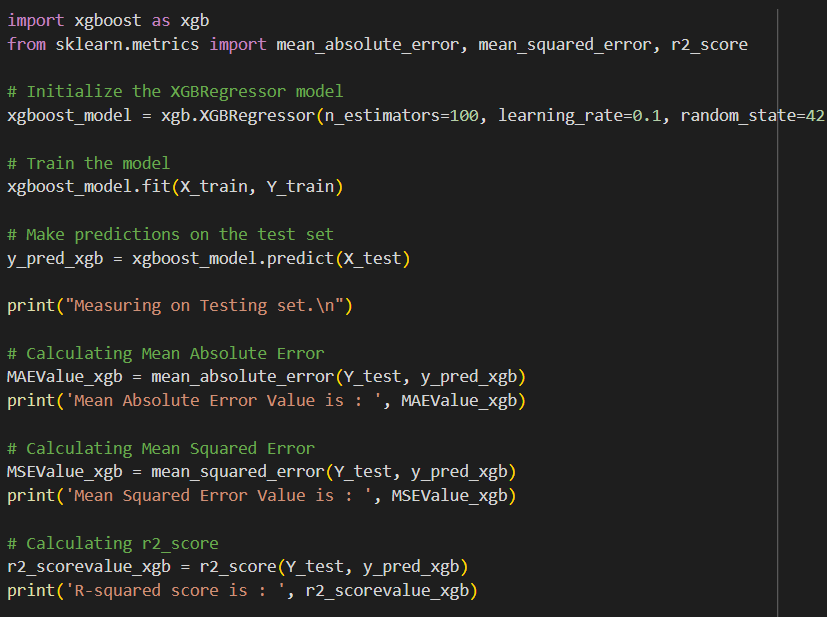 import xgboost as xgb
from sklearn.metrics import mean_absolute_error, mean_squared_error, r2_score
# Initialize the XGBRegressor model
xgboost_model = xgb.XGBRegressor(n_estimators=100, learning_rate=0.1, random_state=42
# Train the model
xgboost_model.fit(X_train, Y_train)
# Make predictions on the test set
y_pred_xgb = xgboost_model.predict(X_test)
print("Measuring on Testing set.\n")
# Calculating Mean Absolute Error
MAEValue_xgb = mean_absolute_error(Y_test, y_pred_xgb)
print('Mean Absolute Error Value is : ', MAEValue_xgb)
# Calculating Mean Squared Error
MSEValue_xgb = mean_squared_error(Y_test, y_pred_xgb)
print('Mean Squared Error Value is : ', MSEValue_xgb)
# Calculating r2_score
r2_scorevalue_xgb = r2_score(Y_test, y_pred_xgb)
print('R-squared score is : ', r2_scorevalue_xgb)